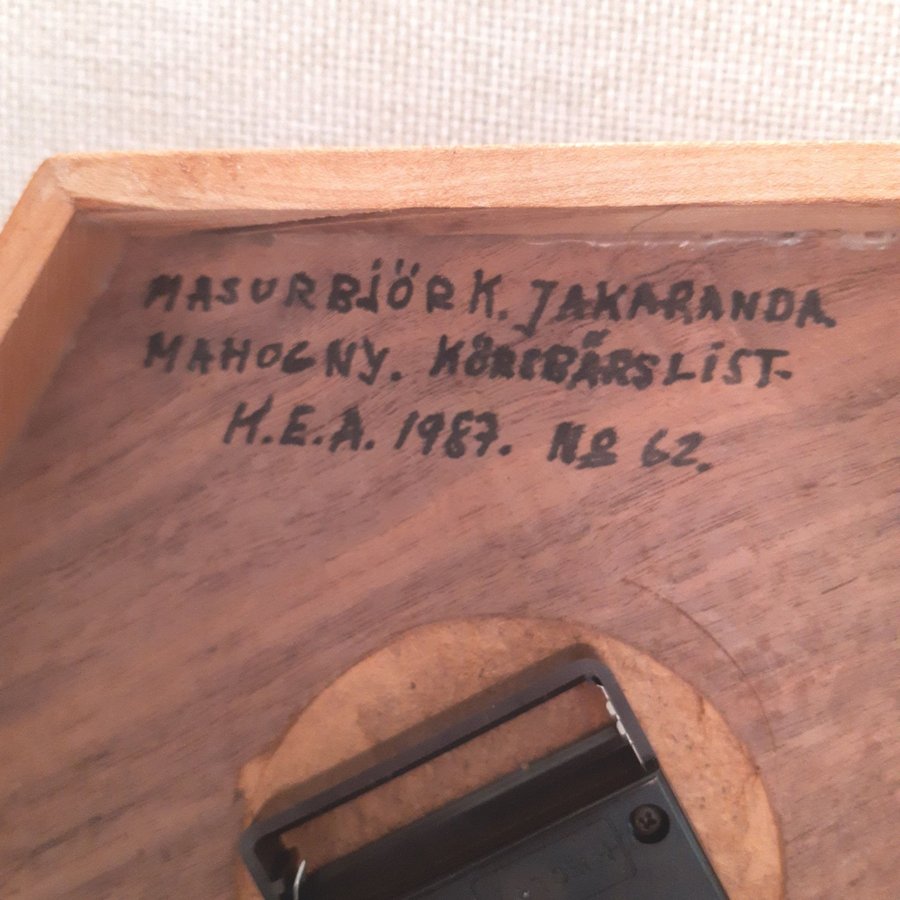 MASURBJÖRK. JAKARANDA.
MAHOGNY. KÖRSBÄRSLIST.
H.E.A. 1987. No 62.